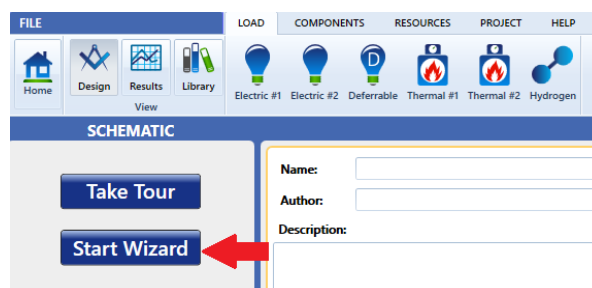 FILE
LOAD COMPONENTS RESOURCES PROJECT HELP
Home Design Results Library Electric #1 Electric #2 Deferrable Thermal #1 Thermal #2 Hydrogen
D
View
SCHEMATIC
Name:
Take Tour
Author:
Description:
Start Wizard